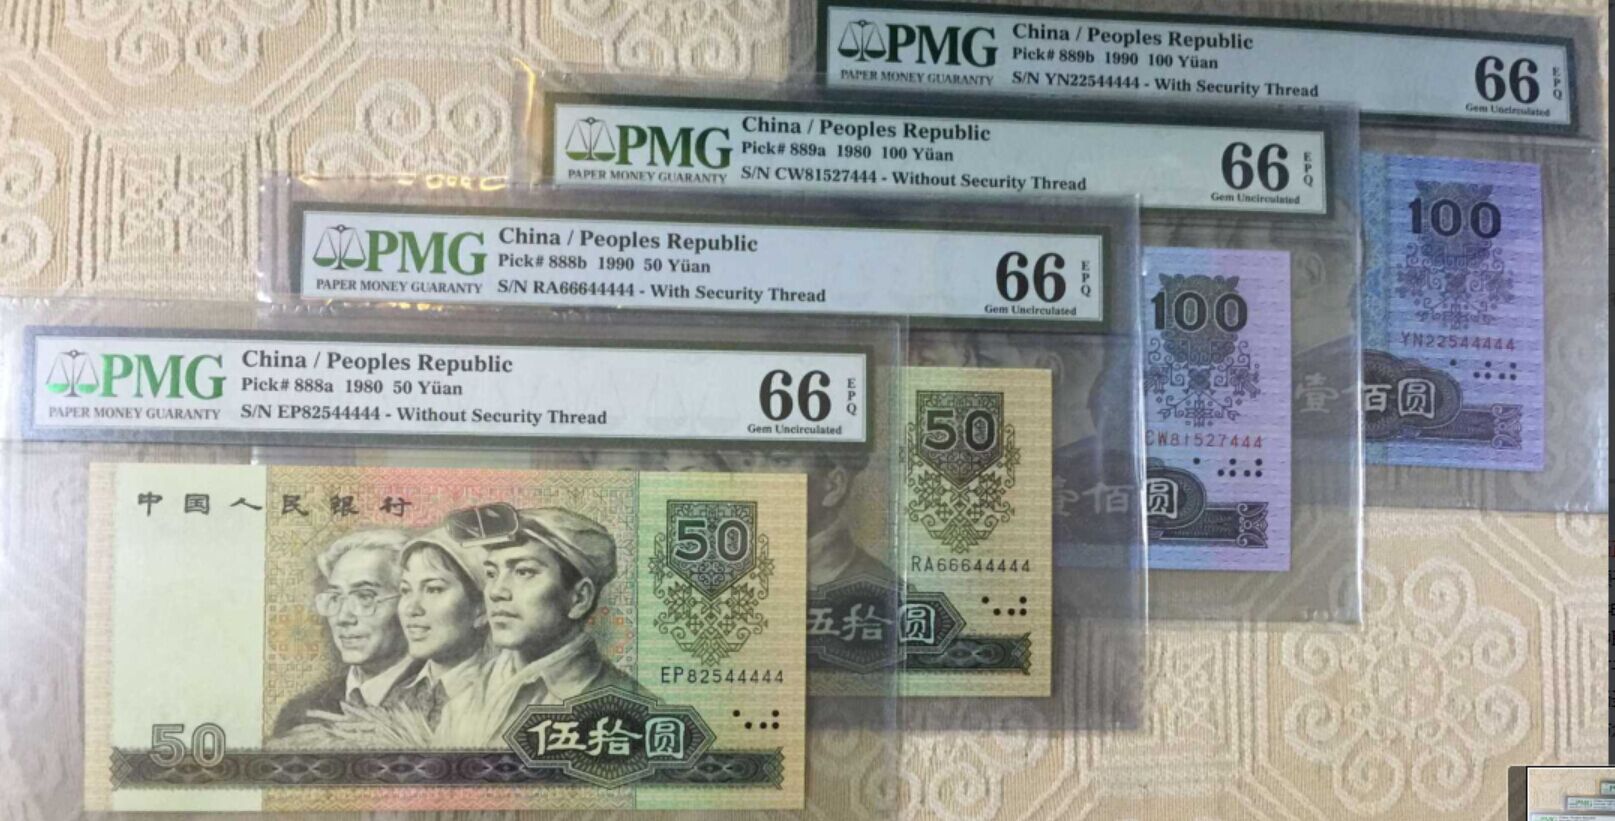 PMG
PAPER MONEY GUARANTY
China / Peoples Republic
Pick# 889b 1990 100 Yüan
S/N YN22544444 - With Security Thread
66
EPQ
Gem Uncirculated
100
YN22544444
壹佰圆
PMG
PAPER MONEY GUARANTY
China / Peoples Republic
Pick# 889a 1980 100 Yüan
S/N CW81527444 - Without Security Thread
66
EPQ
Gem Uncirculated
100
CW81527444
壹佰圆
PMG
PAPER MONEY GUARANTY
China / Peoples Republic
Pick# 888b 1990 50 Yüan
S/N RA66644444 - With Security Thread
66
EPQ
Gem Uncirculated
50
RA66644444
伍拾圆
PMG
PAPER MONEY GUARANTY
China / Peoples Republic
Pick# 888a 1980 50 Yüan
S/N EP82544444 - Without Security Thread
66
EPQ
Gem Uncirculated
中国人民银行
50
EP82544444
50
伍拾圆